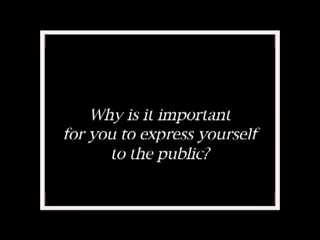 Why is it important
for you to express yourself
to the public?